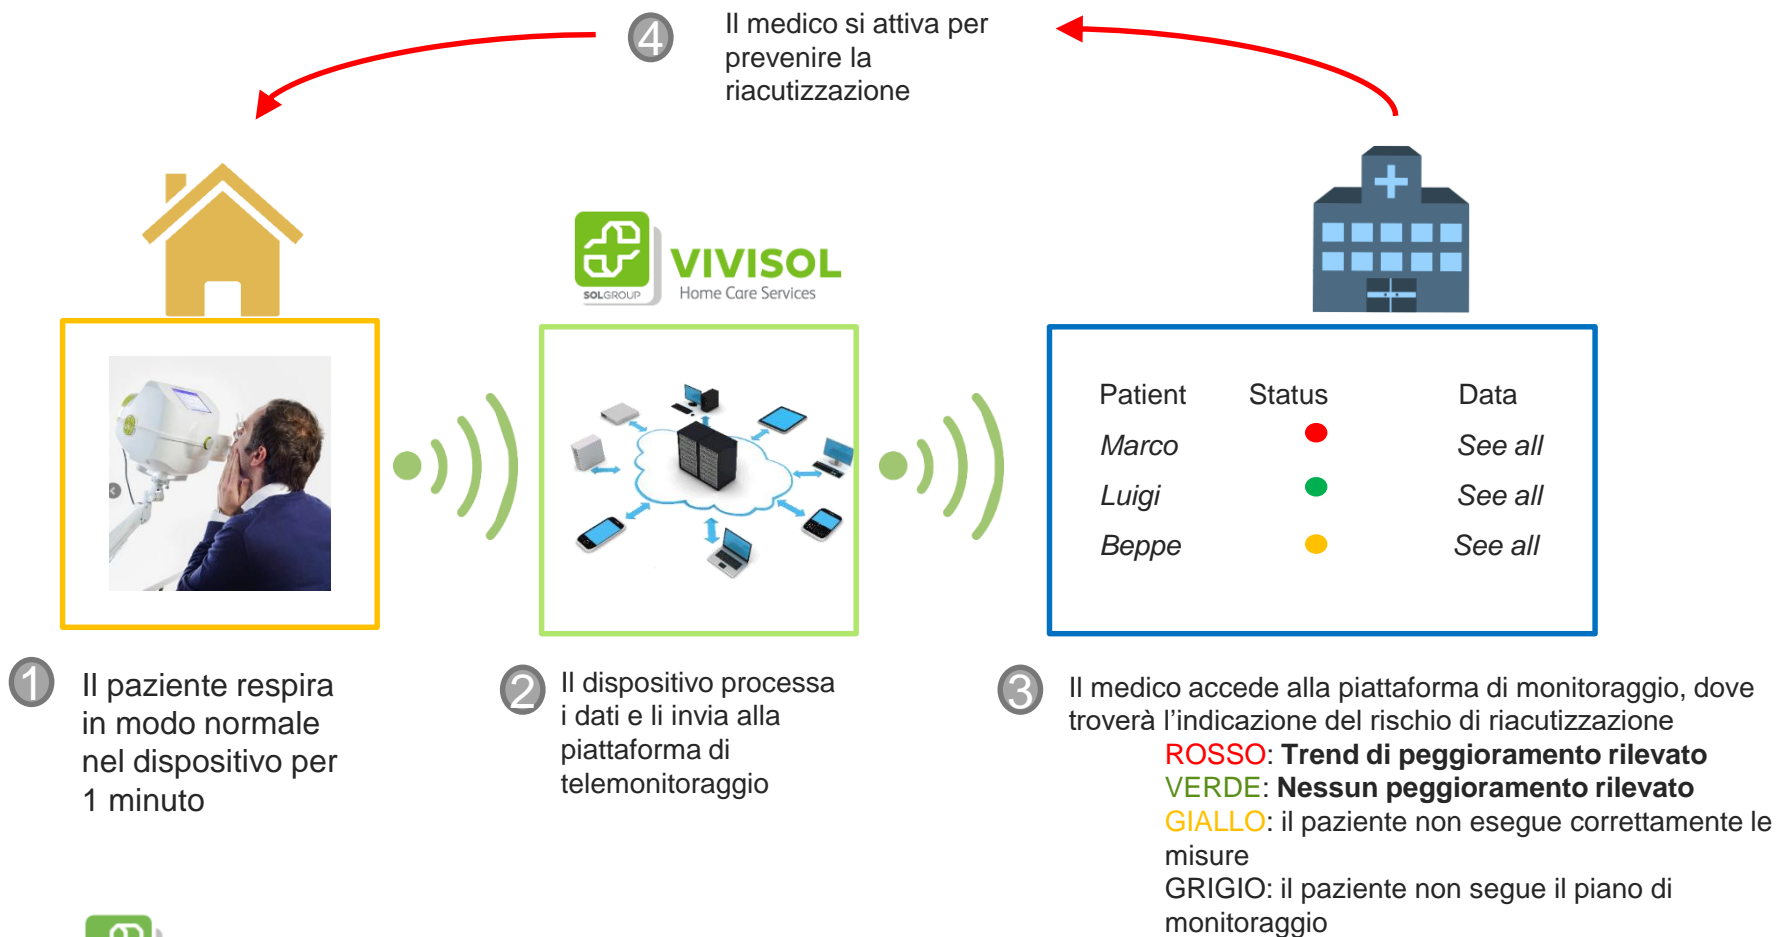 4
Il medico si attiva per
prevenire la
riacutizzazione
VIVISOL
SOLGROUP
Home Care Services
Patient Status Data
Marco See all
Luigi See all
Beppe See all
1
Il paziente respira
in modo normale
nel dispositivo per
1 minuto
2
Il dispositivo processa
i dati e li invia alla
piattaforma di
telemonitoraggio
3
Il medico accede alla piattaforma di monitoraggio, dove
troverà l’indicazione del rischio di riacutizzazione
ROSSO: Trend di peggioramento rilevato
VERDE: Nessun peggioramento rilevato
GIALLO: il paziente non esegue correttamente le
misure
GRIGIO: il paziente non segue il piano di
monitoraggio